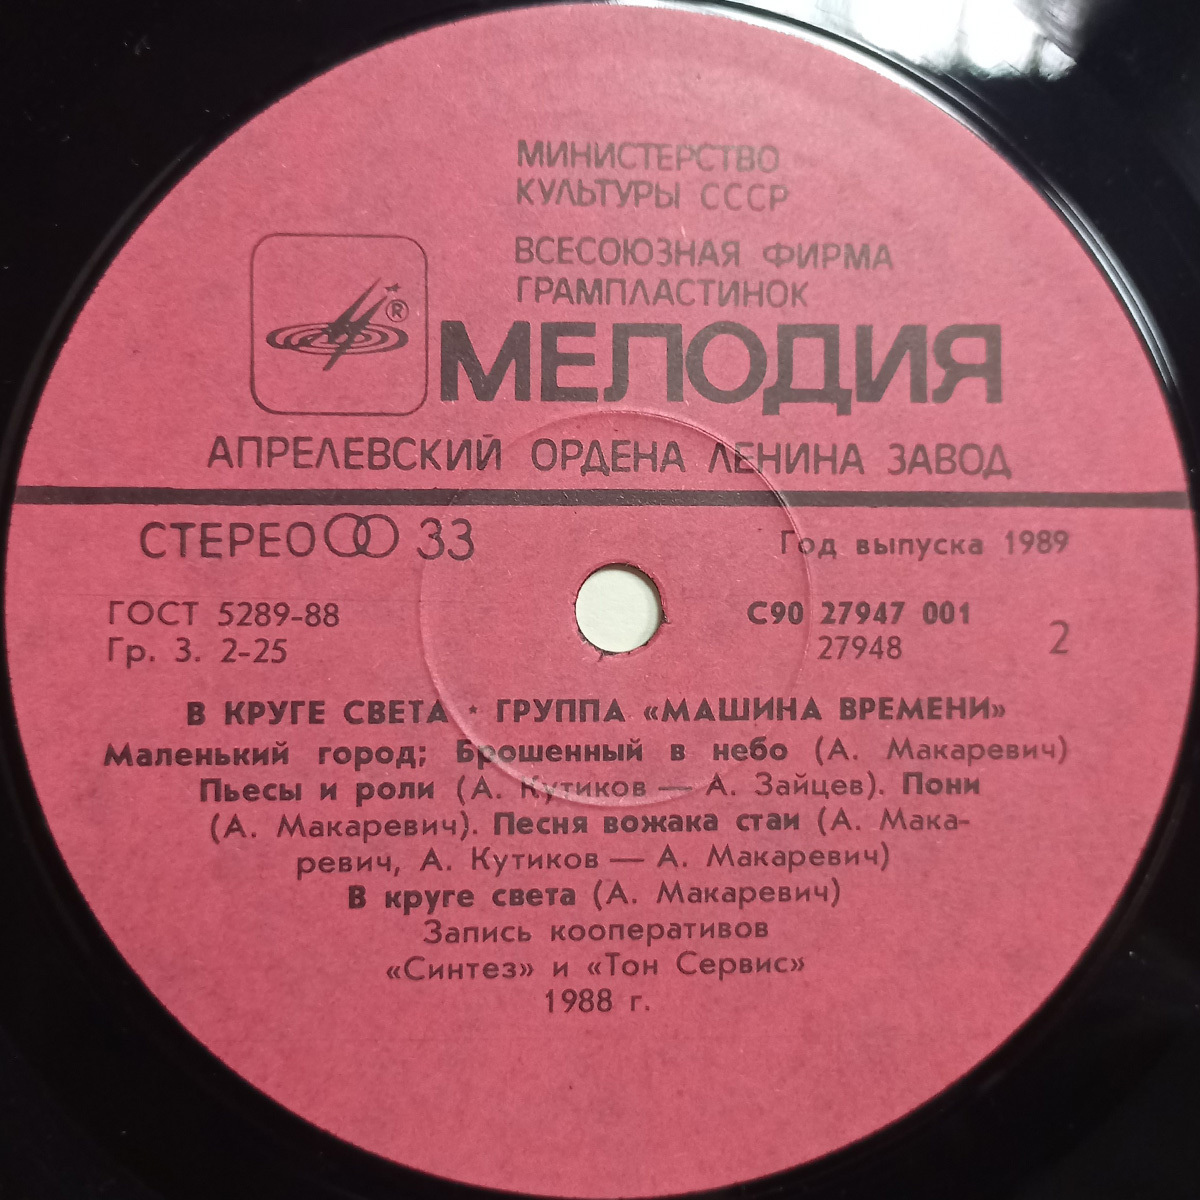 МИНИСТЕРСТВО
КУЛЬТУРЫ СССР
ВСЕСОЮЗНАЯ ФИРМА
ГРАМПЛАСТИНОК
®
МЕЛОДИЯ
АПРЕЛЕВСКИЙ ОРДЕНА ЛЕНИНА ЗАВОД
СТЕРЕО 33
Год выпуска 1989
ГОСТ 5289-88
Гр. 3. 2-25
С90 27947 001
27948
2
В КРУГЕ СВЕТА * ГРУППА «МАШИНА ВРЕМЕНИ»
Маленький город; Брошенный в небо (А. Макаревич)
Пьесы и роли (А. Кутиков — А. Зайцев). Пони
(А. Макаревич). Песня вожака стаи (А. Мака-
ревич, А. Кутиков — А. Макаревич)
В круге света (А. Макаревич)
Запись кооперативов
«Синтез» и «Тон Сервис»
1988 г.